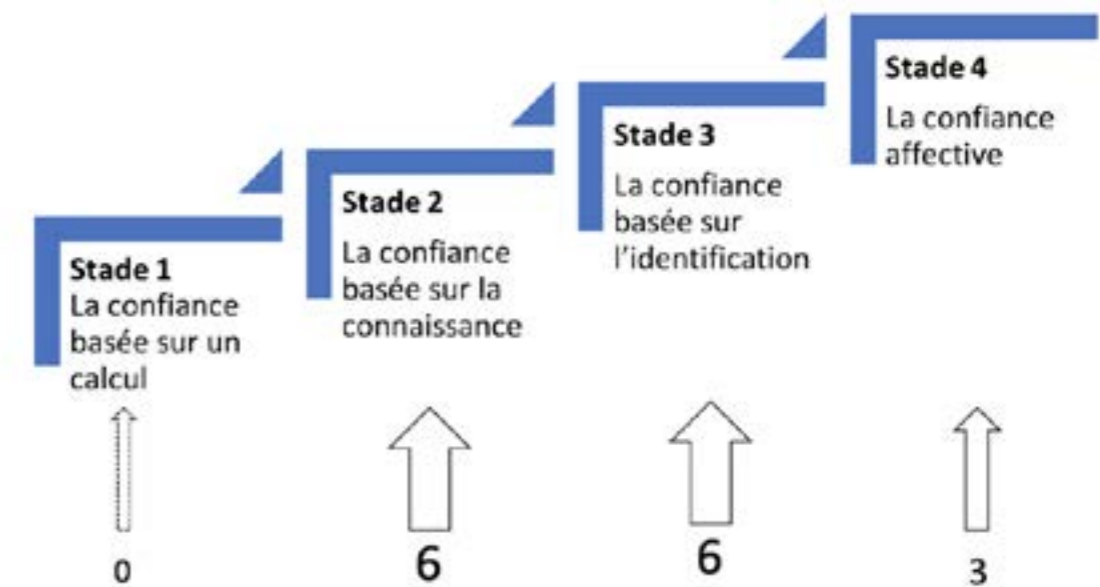 Stade 1
La confiance
basée sur un
calcul
Stade 2
La confiance
basée sur la
connaissance
Stade 3
La confiance
basée sur
l'identification
Stade 4
La confiance
affective
0
6
6
3